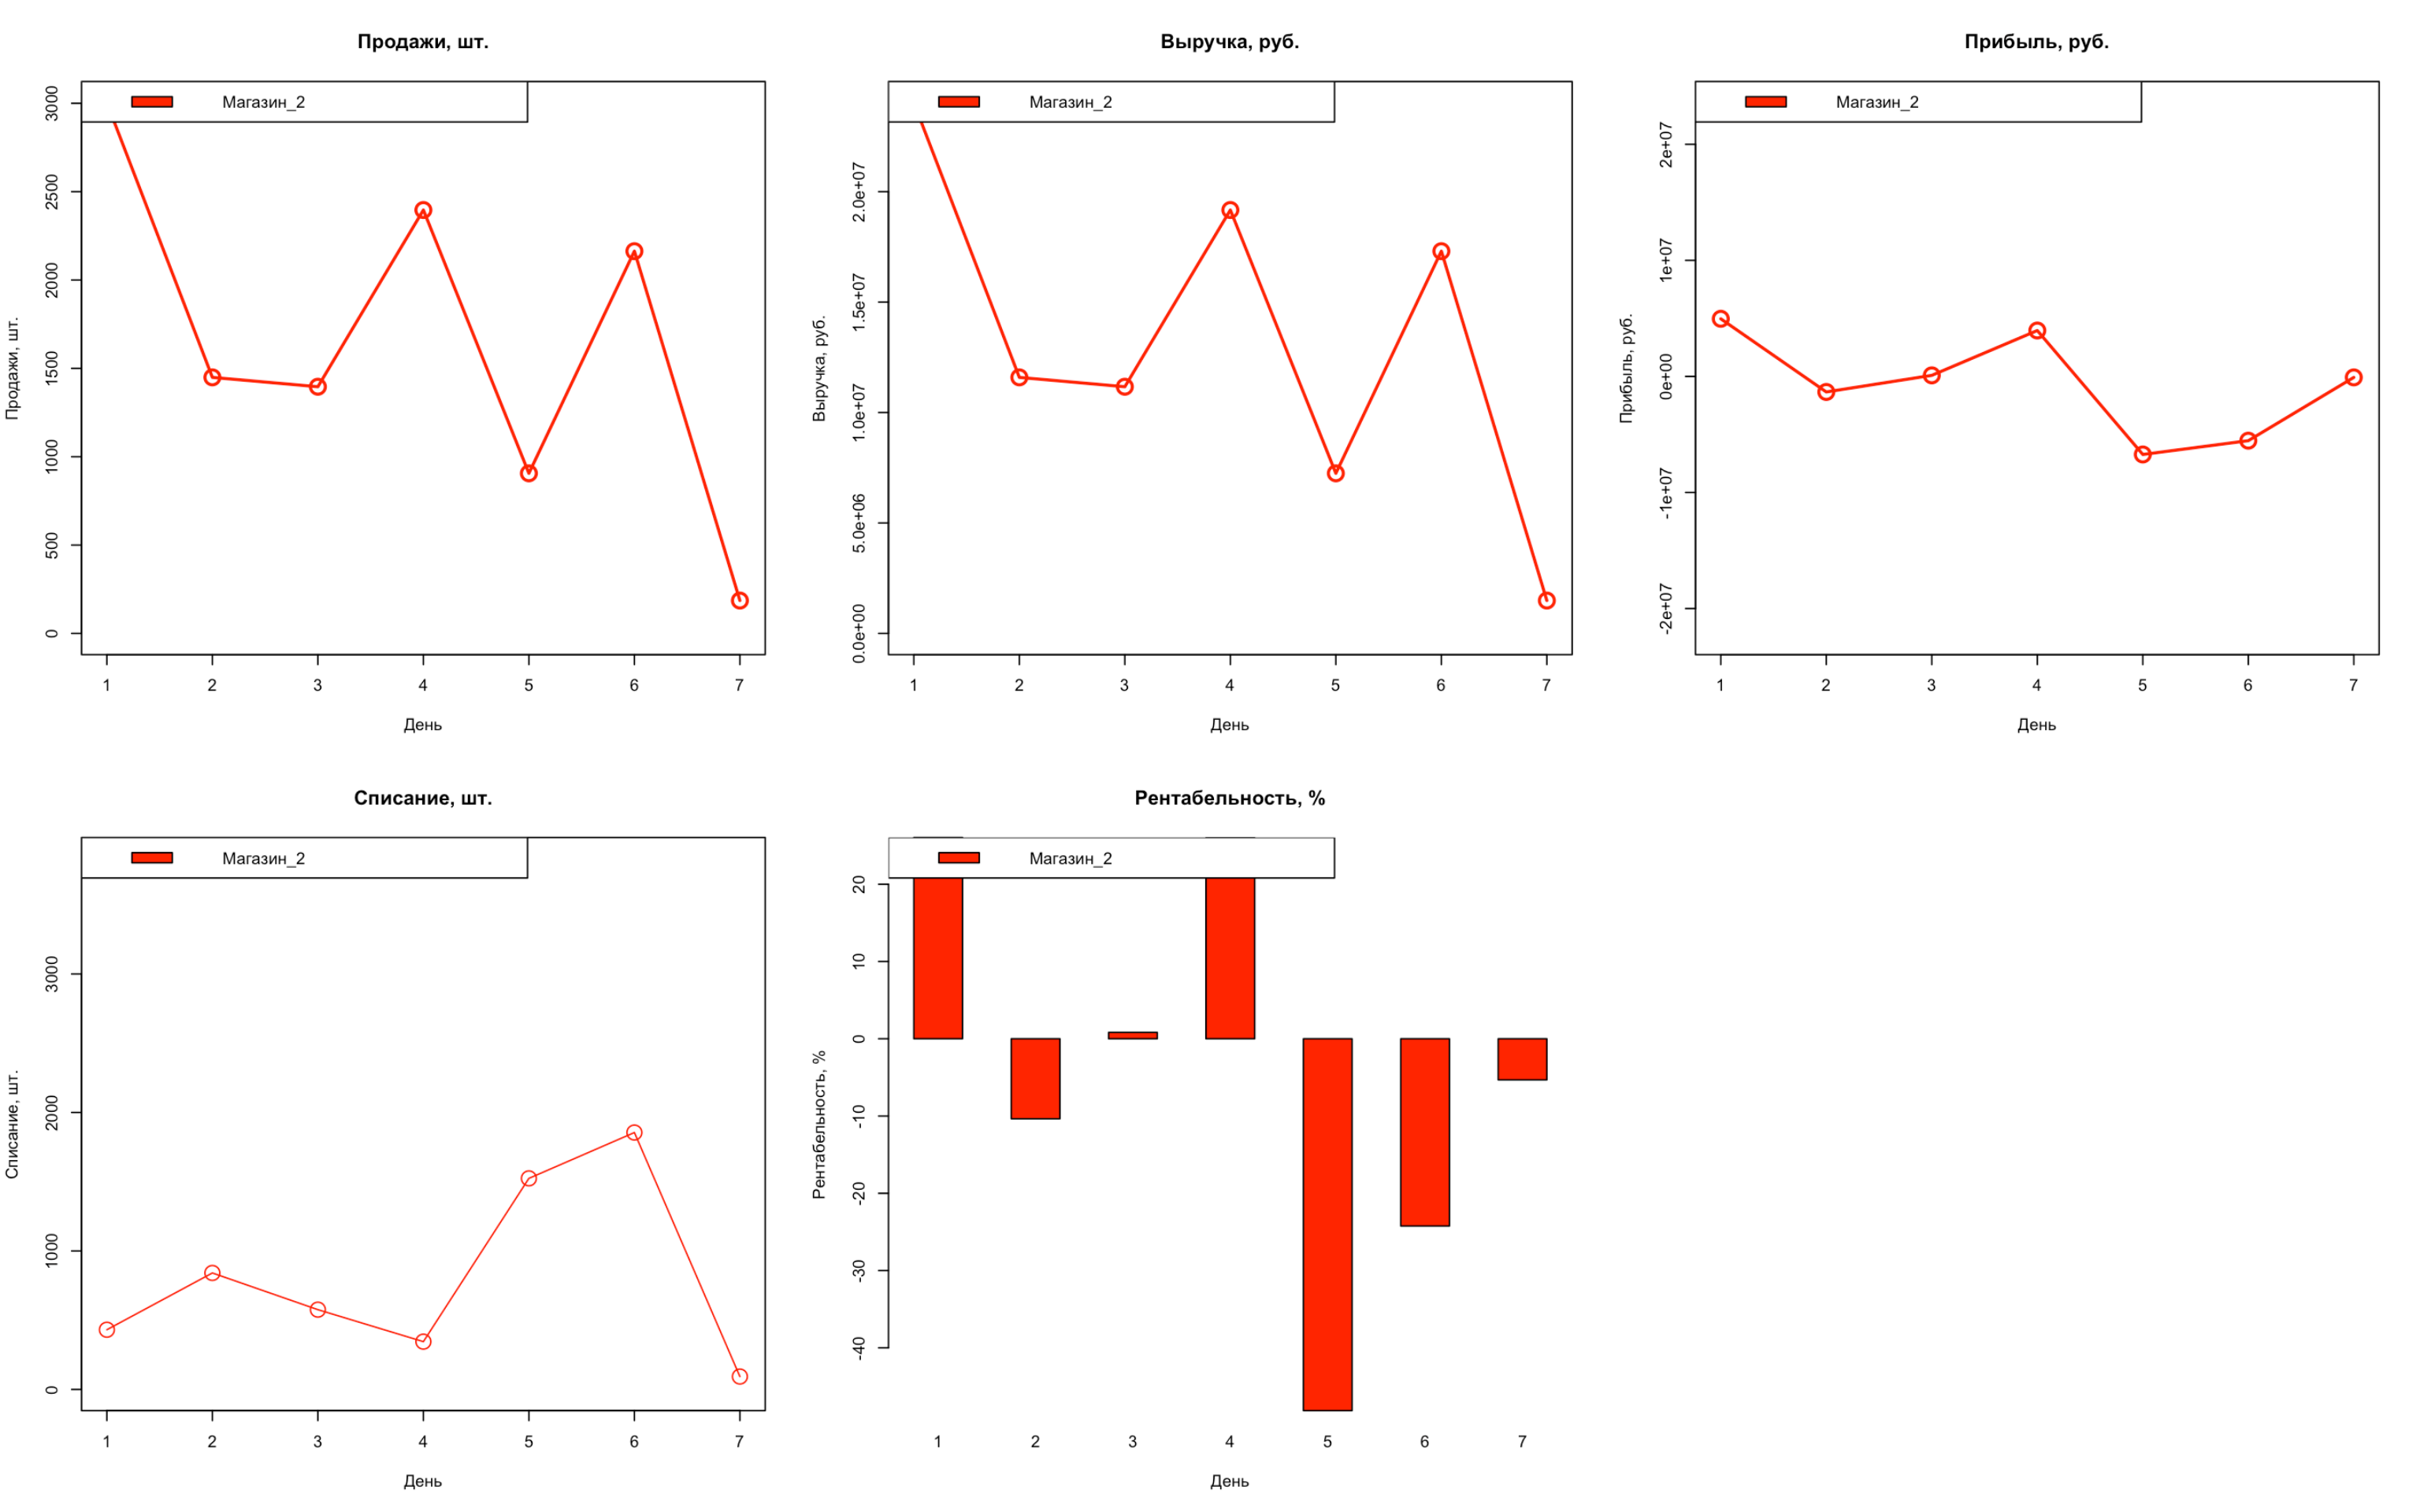 Продажи, шт.
Магазин_2
Продажи, шт.
3000
2500
2000
1500
1000
500
0
1 2 3 4 5 6 7
День
Выручка, руб.
Магазин_2
Выручка, руб.
2.0e+07
1.5e+07
1.0e+07
5.0e+06
0.0e+00
1 2 3 4 5 6 7
День
Прибыль, руб.
Магазин_2
Прибыль, руб.
2e+07
1e+07
0e+00
-1e+07
-2e+07
1 2 3 4 5 6 7
День
Списание, шт.
Магазин_2
Списание, шт.
3000
2000
1000
0
1 2 3 4 5 6 7
День
Рентабельность, %
Магазин_2
Рентабельность, %
20
10
0
-10
-20
-30
-40
1 2 3 4 5 6 7
День